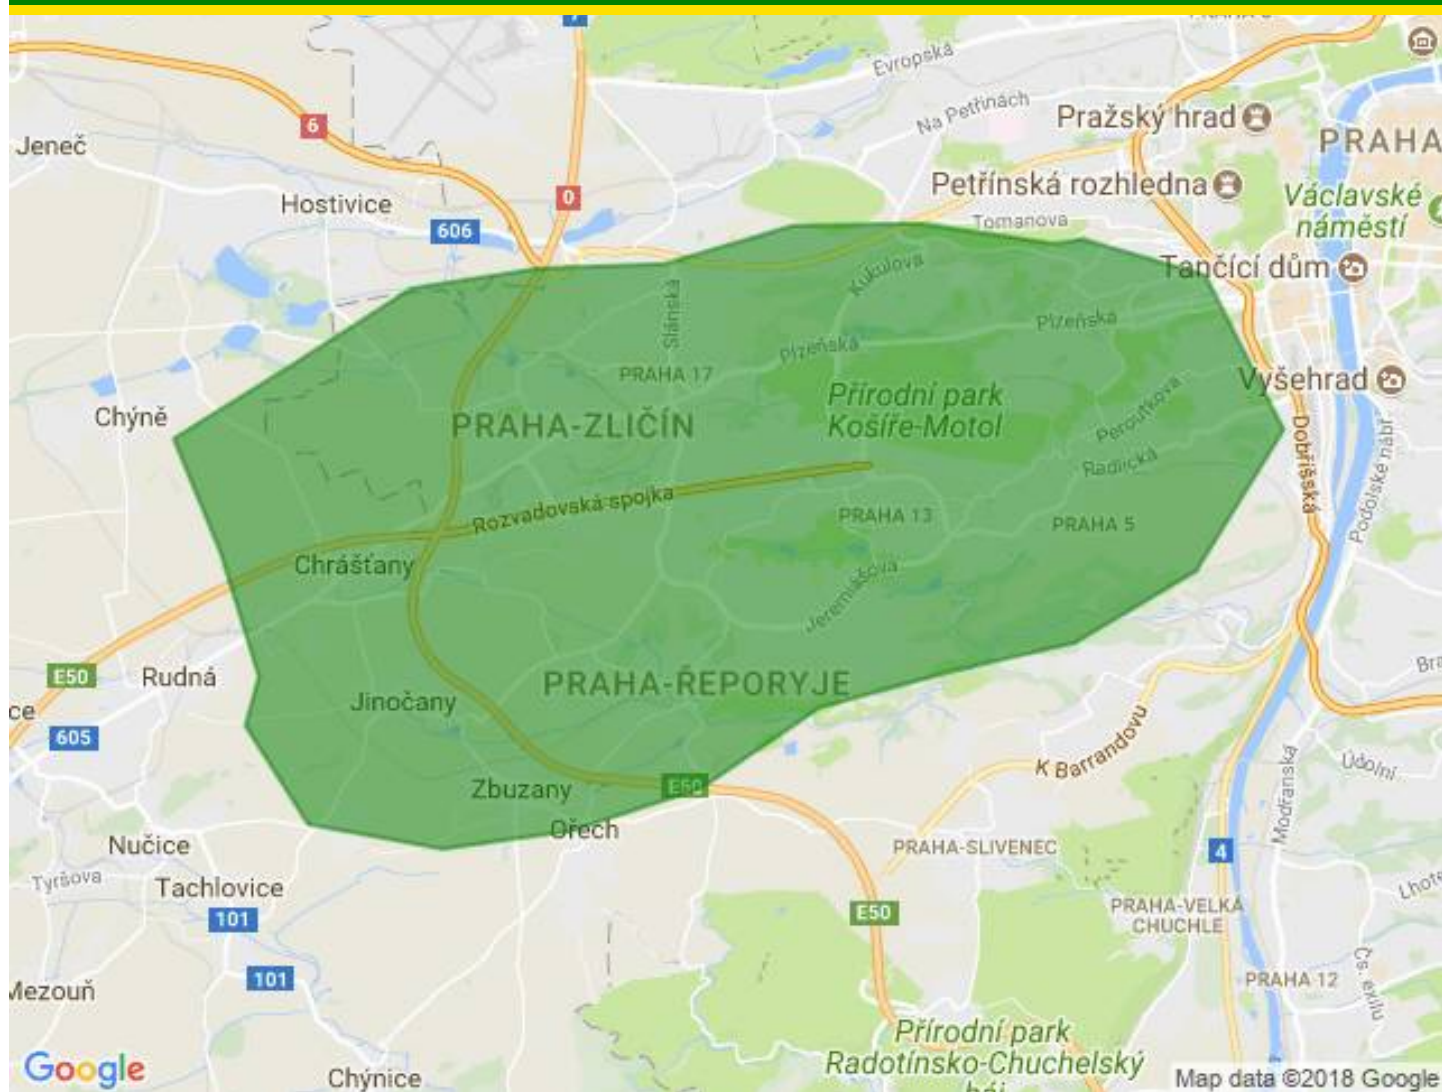 Evropská
Na Petřinách
6
Pražský hrad
Jeneč
PRAHA
Petřínská rozhledna
0
Hostivice
Václavské
náměstí
606
Tomanova
Kukulova
Tančící dům
Slánská
Plzeňská
Plzeňská
PRAHA 17
Vyšehrad
Přírodní park
Košíře-Motol
Chýně
PRAHA-ZLIČÍN
Peroutkova
Dobříšská
Radlická
Podolské nábř.
Rozvadovská spojka
PRAHA 13
PRAHA 5
Chrášťany
Jeremiášova
E50
Rudná
PRAHA-ŘEPORYJE
Jinočany
605
K Barrandovu
Údolní
E50
Zbuzany
Modřanská
Ořech
Nučice
PRAHA-SLIVENEC
4
Tyršova
Tachlovice
101
E50
PRAHA-VELKÁ
CHUCHLE
101
PRAHA 12
Čs. exilu
Přírodní park
Radotínsko-Chuchelský
háj
Google
Chýnice
Map data ©2018 Google